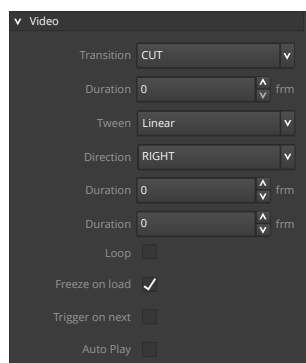 Video
Transition CUT
Duration 0 frm
Tween Linear
Direction RIGHT
Duration 0 frm
Duration 0 frm
Loop
Freeze on load
Trigger on next
Auto Play